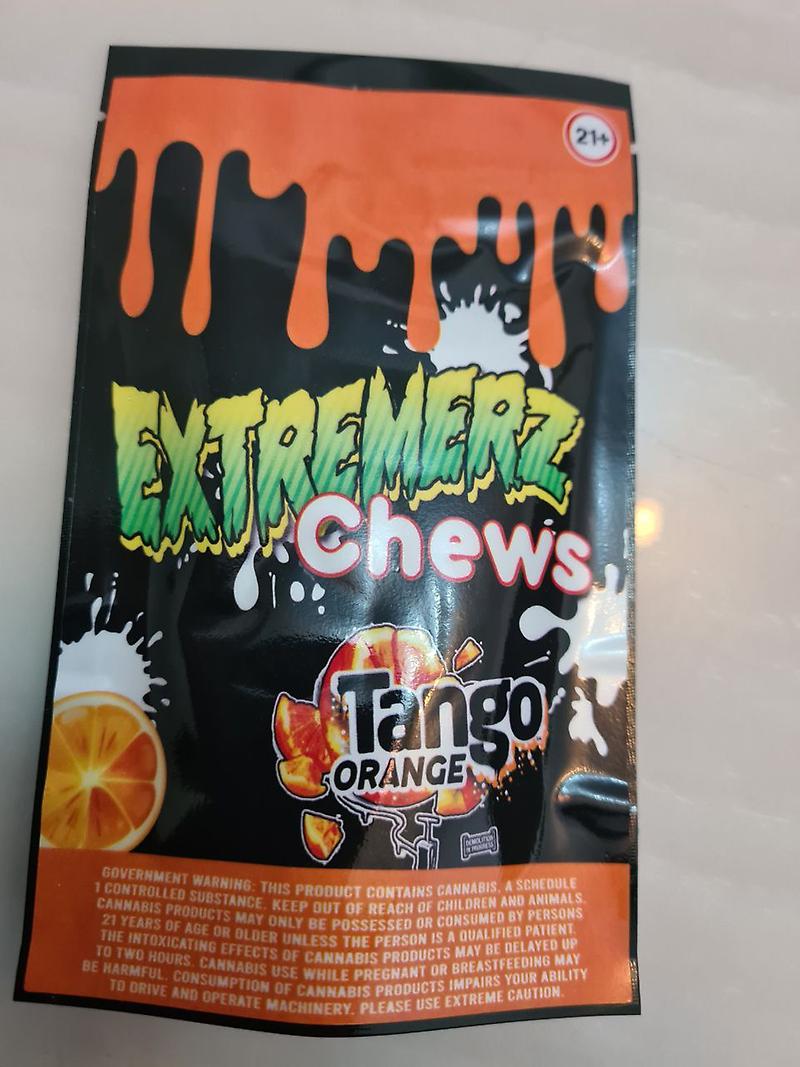 21+
EXTREMERZ
Chews
Tango
ORANGE
DEMOLITION
IN PROGRESS
GOVERNMENT WARNING: THIS PRODUCT CONTAINS CANNABIS, A SCHEDULE
1 CONTROLLED SUBSTANCE. KEEP OUT OF REACH OF CHILDREN AND ANIMALS.
CANNABIS PRODUCTS MAY ONLY BE POSSESSED OR CONSUMED BY PERSONS
21 YEARS OF AGE OR OLDER UNLESS THE PERSON IS A QUALIFIED PATIENT.
THE INTOXICATING EFFECTS OF CANNABIS PRODUCTS MAY BE DELAYED UP
TO TWO HOURS. CANNABIS USE WHILE PREGNANT OR BREASTFEEDING MAY
BE HARMFUL. CONSUMPTION OF CANNABIS PRODUCTS IMPAIRS YOUR ABILITY
TO DRIVE AND OPERATE MACHINERY. PLEASE USE EXTREME CAUTION.